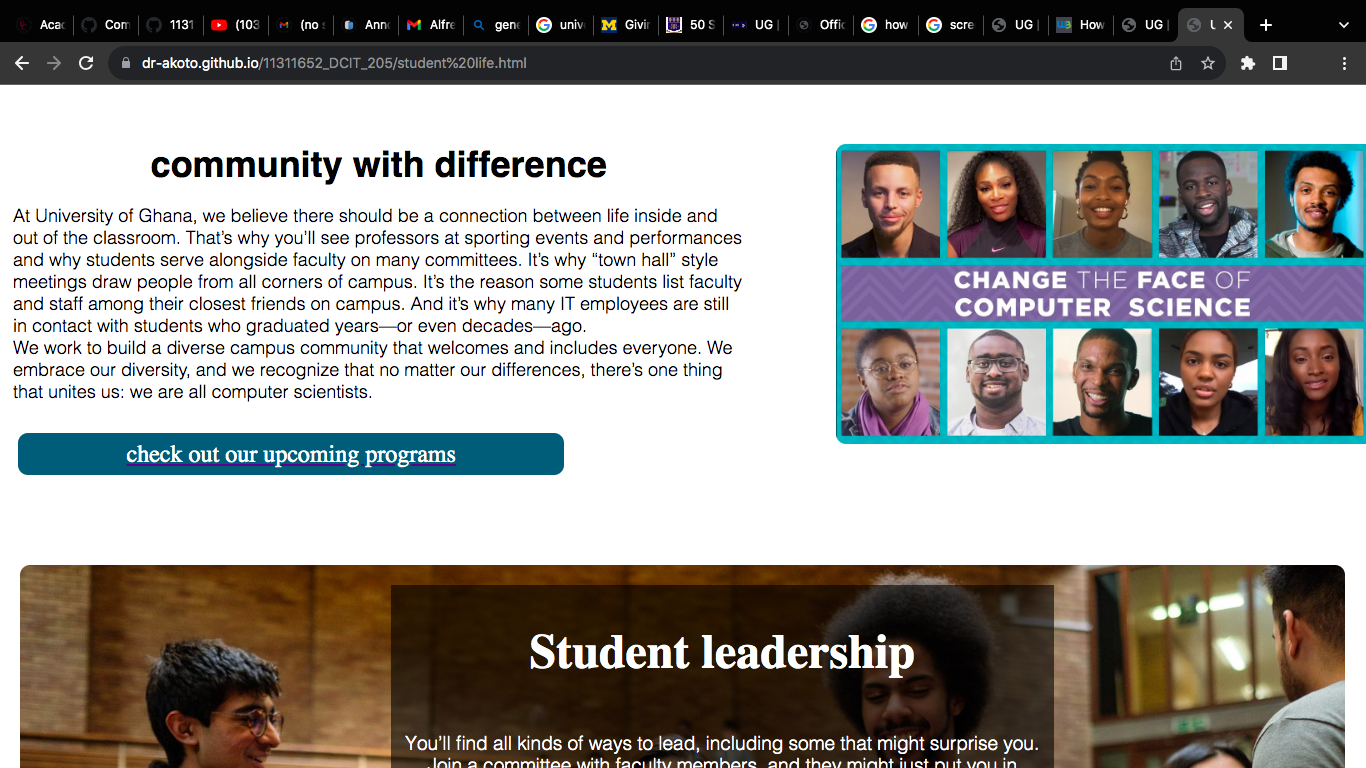 Aca
Com
1131
(103
(no s
Anno
Alfre
gene
univ
Givin
50 S
UG |
Offic
how
scre
UG |
How
UG |
U
dr-akoto.github.io/11311652_DCIT_205/student%20life.html
community with difference
At University of Ghana, we believe there should be a connection between life inside and
out of the classroom. That’s why you’ll see professors at sporting events and performances
and why students serve alongside faculty on many committees. It’s why “town hall” style
meetings draw people from all corners of campus. It’s the reason some students list faculty
and staff among their closest friends on campus. And it’s why many IT employees are still
in contact with students who graduated years—or even decades—ago.
We work to build a diverse campus community that welcomes and includes everyone. We
embrace our diversity, and we recognize that no matter our differences, there’s one thing
that unites us: we are all computer scientists.
check out our upcoming programs
CHANGE THE FACE OF
COMPUTER SCIENCE
Student leadership
You’ll find all kinds of ways to lead, including some that might surprise you.
Join a committee with faculty members, and they might just put you in